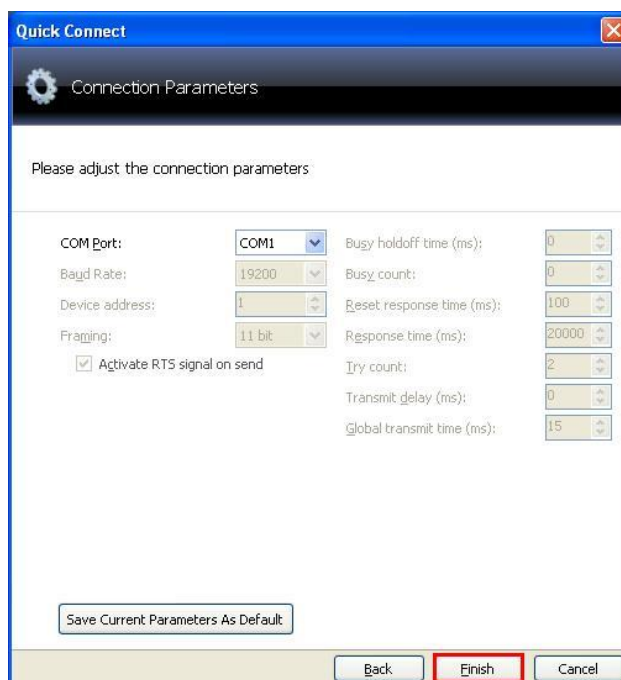 Quick Connect
Connection Parameters
Please adjust the connection parameters
COM Port: COM1
Baud Rate: 19200
Device address: 1
Framing: 11 bit
Activate RTS signal on send
Busy holdoff time (ms): 0
Busy count: 0
Reset response time (ms): 100
Response time (ms): 20000
Try count: 2
Transmit delay (ms): 0
Global transmit time (ms): 15
Save Current Parameters As Default
Back Finish Cancel